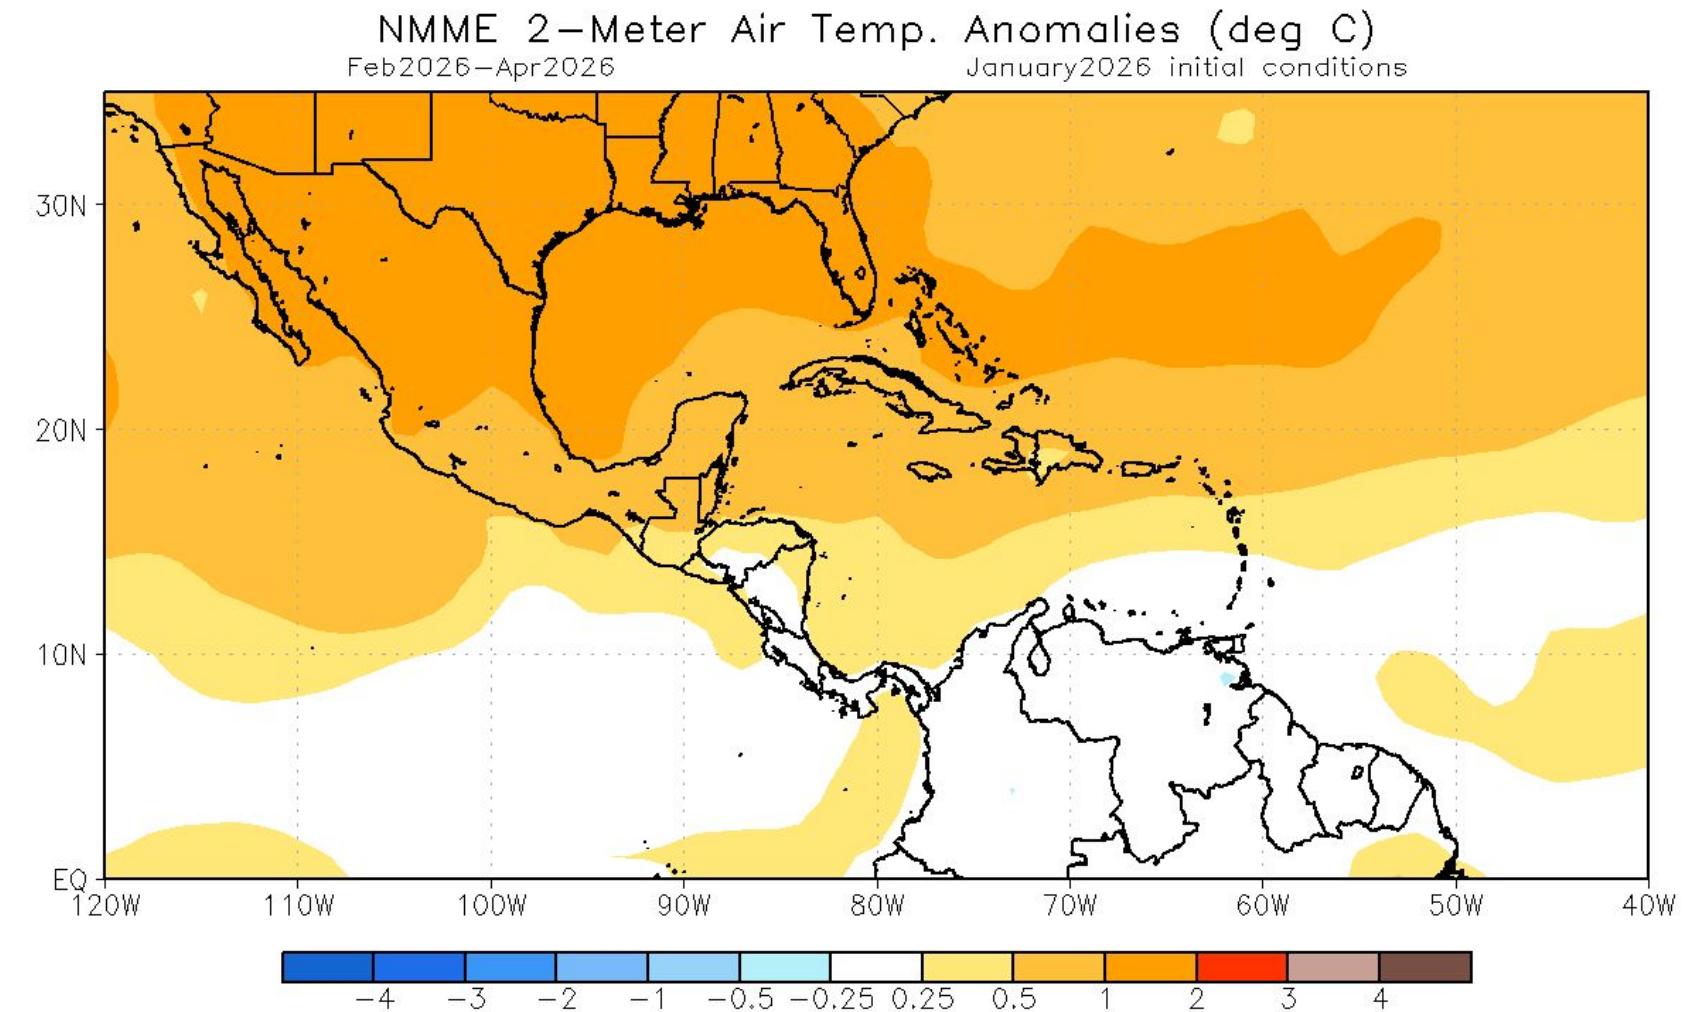 NMME 2-Meter Air Temp. Anomalies (deg C)
Feb2026-Apr2026 January2026 initial conditions
30N
20N
10N
EQ
120W 110W 100W 90W 80W 70W 60W 50W 40W
-4 -3 -2 -1 -0.5 -0.25 0.25 0.5 1 2 3 4